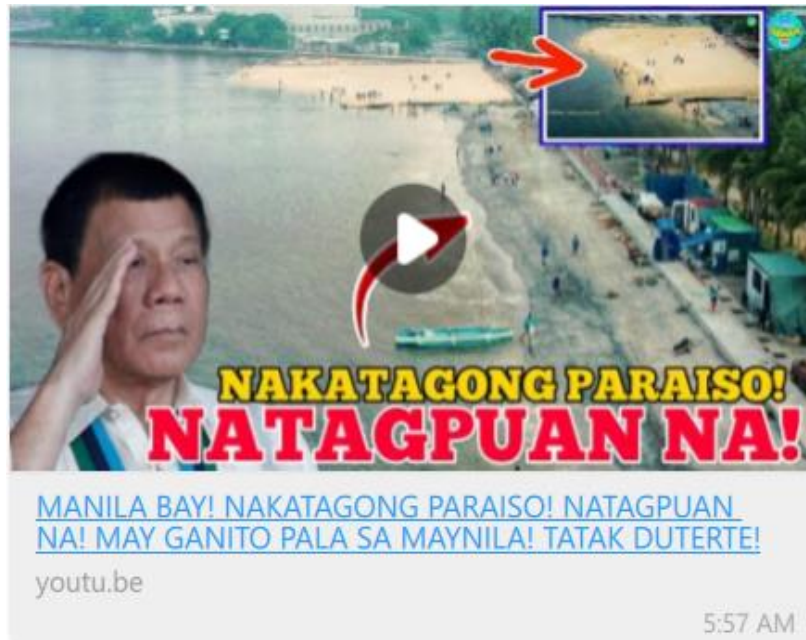 NAKATAGONG PARAISO!
NATAGPUAN NA!
MANILA BAY! NAKATAGONG PARAISO! NATAGPUAN
NA! MAY GANITO PALA SA MAYNILA! TATAK DUTERTE!
youtu.be
5:57 AM